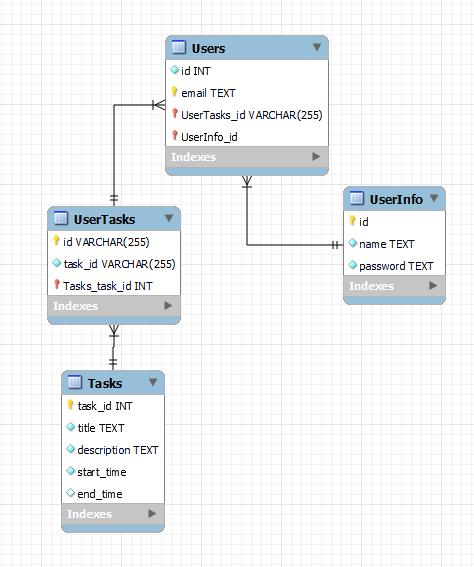 Users
id INT
email TEXT
UserTasks_id VARCHAR(255)
UserInfo_id
Indexes
UserInfo
id
name TEXT
password TEXT
Indexes
UserTasks
id VARCHAR(255)
task_id VARCHAR(255)
Tasks_task_id INT
Indexes
Tasks
task_id INT
title TEXT
description TEXT
start_time
end_time
Indexes